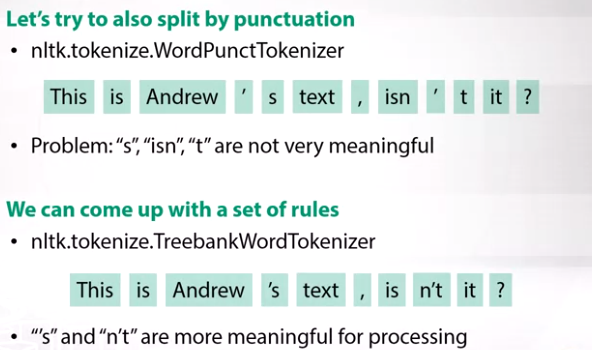 Let's try to also split by punctuation
• nltk.tokenize.WordPunctTokenizer
This is Andrew ' s text , isn ' t it ?
• Problem: “s”, “isn”, “t” are not very meaningful
We can come up with a set of rules
• nltk.tokenize.TreebankWordTokenizer
This is Andrew 's text , is n't it ?
• “'s” and “n't” are more meaningful for processing